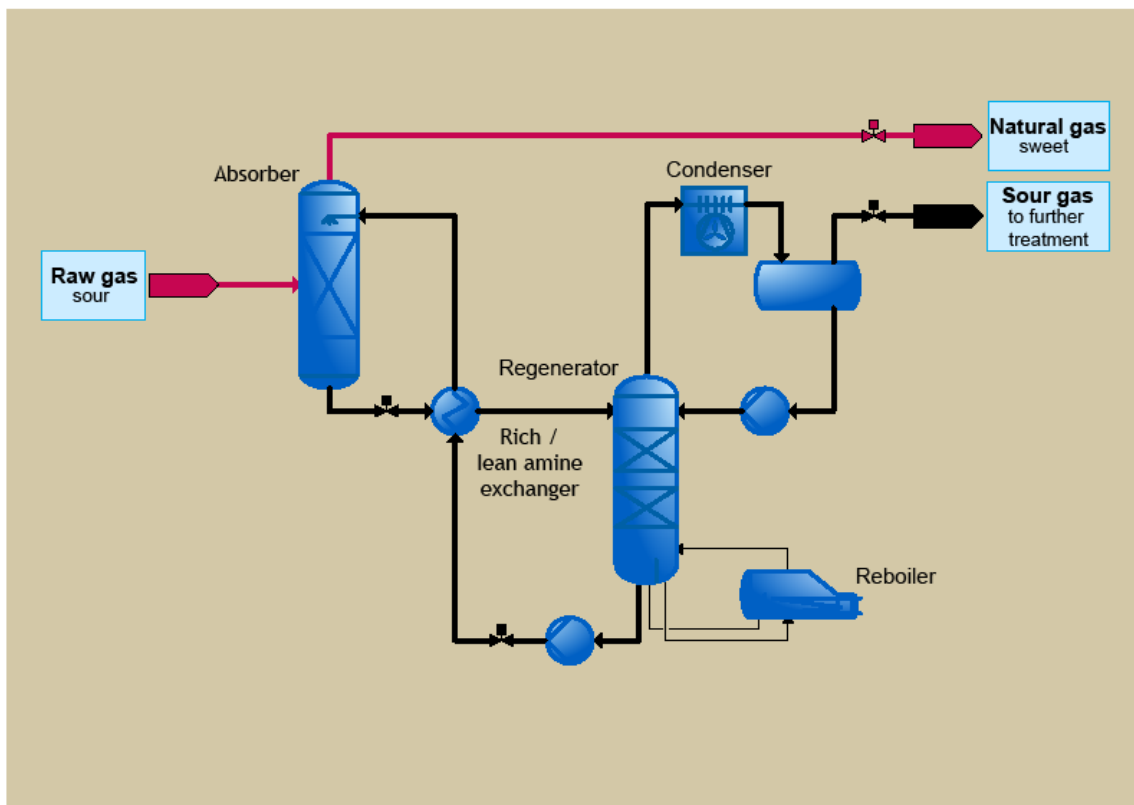 Natural gas
sweet
Absorber
Condenser
Sour gas
to further
treatment
Raw gas
sour
Regenerator
Rich /
lean amine
exchanger
Reboiler